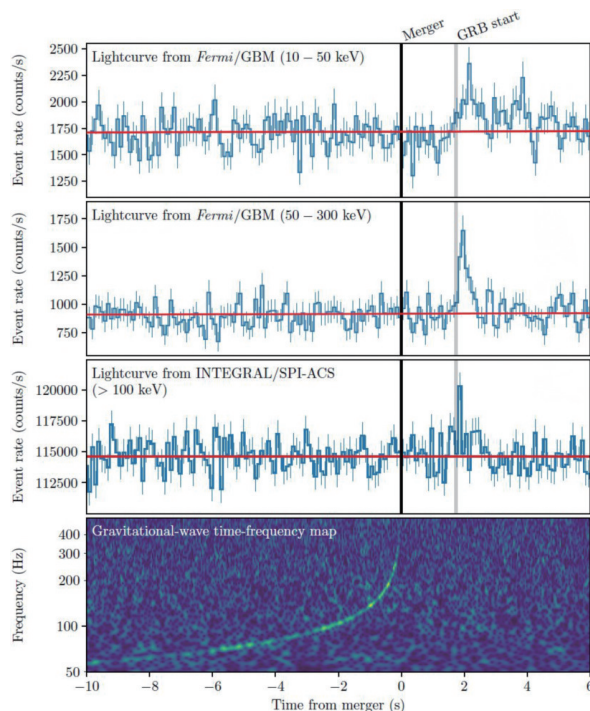 Merger
GRB start
Lightcurve from Fermi/GBM (10 – 50 keV)
Event rate (counts/s)
2500
2250
2000
1750
1500
1250
Lightcurve from Fermi/GBM (50 – 300 keV)
Event rate (counts/s)
1750
1500
1250
1000
750
Lightcurve from INTEGRAL/SPI-ACS
(> 100 keV)
Event rate (counts/s)
120000
117500
115000
112500
Gravitational-wave time-frequency map
Frequency (Hz)
400
300
200
100
50
−10 −8 −6 −4 −2 0 2 4 6
Time from merger (s)